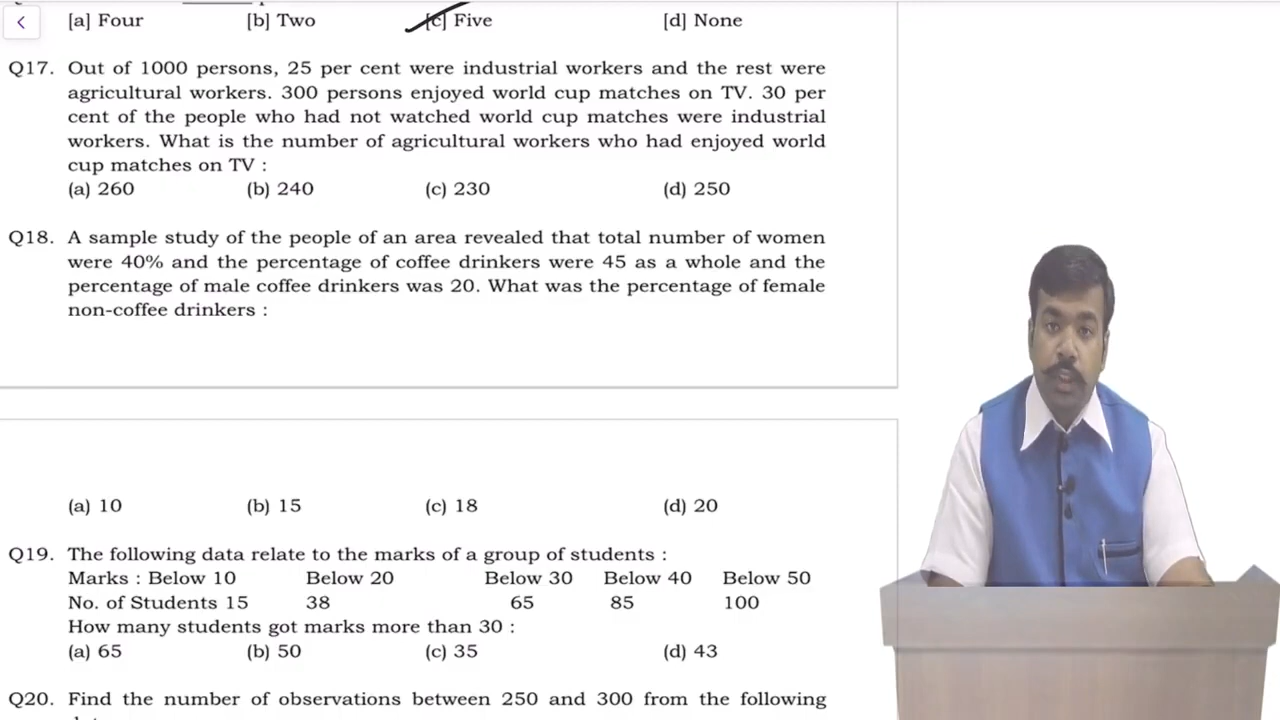 [a] Four [b] Two [c] Five [d] None
Q17. Out of 1000 persons, 25 per cent were industrial workers and the rest were
agricultural workers. 300 persons enjoyed world cup matches on TV. 30 per
cent of the people who had not watched world cup matches were industrial
workers. What is the number of agricultural workers who had enjoyed world
cup matches on TV :
(a) 260 (b) 240 (c) 230 (d) 250
Q18. A sample study of the people of an area revealed that total number of women
were 40% and the percentage of coffee drinkers were 45 as a whole and the
percentage of male coffee drinkers was 20. What was the percentage of female
non-coffee drinkers :
(a) 10 (b) 15 (c) 18 (d) 20
Q19. The following data relate to the marks of a group of students :
Marks : Below 10 Below 20 Below 30 Below 40 Below 50
No. of Students 15 38 65 85 100
How many students got marks more than 30 :
(a) 65 (b) 50 (c) 35 (d) 43
Q20. Find the number of observations between 250 and 300 from the following